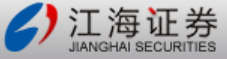 江海证券
JIANGHAI SECURITIES